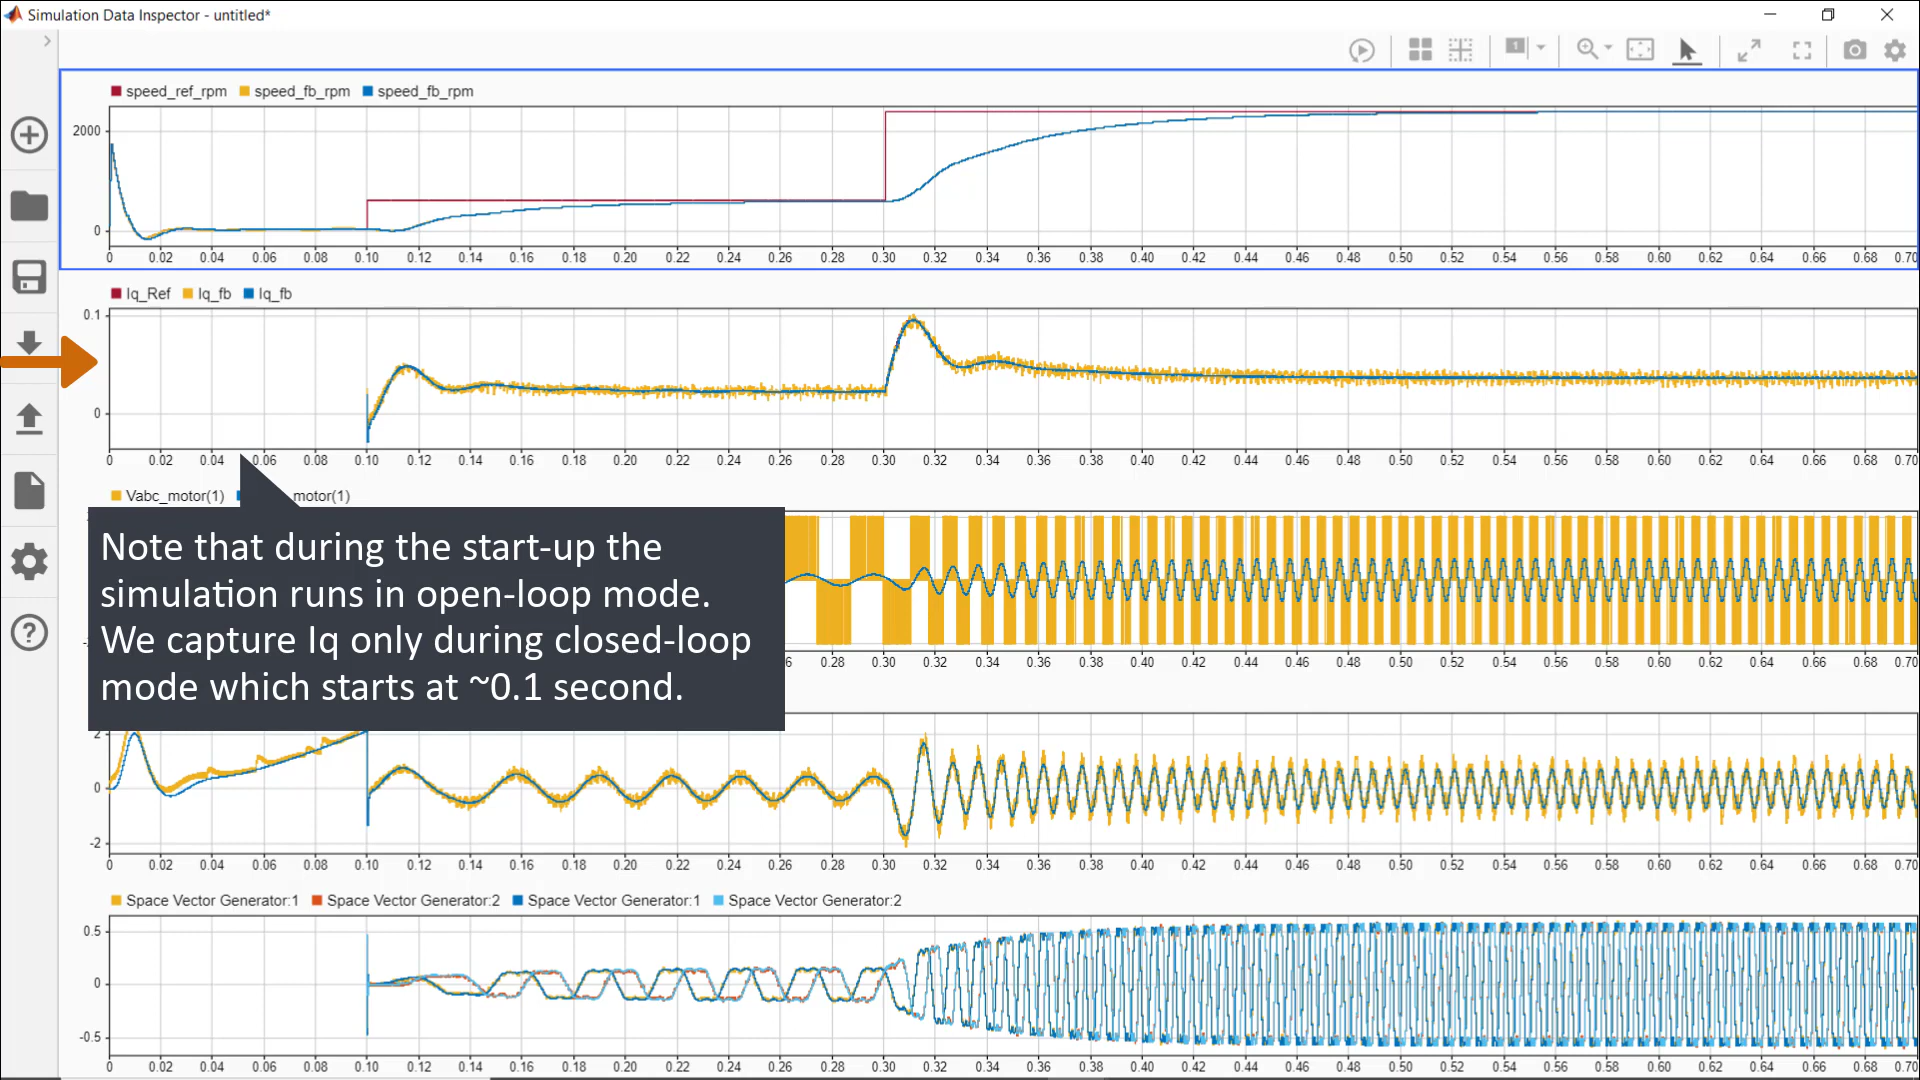 Simulation Data Inspector - untitled*
1
speed_ref_rpm speed_fb_rpm speed_fb_rpm
2000
0
0 0.02 0.04 0.06 0.08 0.10 0.12 0.14 0.16 0.18 0.20 0.22 0.24 0.26 0.28 0.30 0.32 0.34 0.36 0.38 0.40 0.42 0.44 0.46 0.48 0.50 0.52 0.54 0.56 0.58 0.60 0.62 0.64 0.66 0.68 0.70
Iq_Ref Iq_fb Iq_fb
0.1
0
0 0.02 0.04 0.06 0.08 0.10 0.12 0.14 0.16 0.18 0.20 0.22 0.24 0.26 0.28 0.30 0.32 0.34 0.36 0.38 0.40 0.42 0.44 0.46 0.48 0.50 0.52 0.54 0.56 0.58 0.60 0.62 0.64 0.66 0.68 0.70
Vabc_motor(1) motor(1)
Note that during the start-up the
simulation runs in open-loop mode.
We capture Iq only during closed-loop
mode which starts at ~0.1 second.
6 0.28 0.30 0.32 0.34 0.36 0.38 0.40 0.42 0.44 0.46 0.48 0.50 0.52 0.54 0.56 0.58 0.60 0.62 0.64 0.66 0.68 0.70
2
0
-2
0 0.02 0.04 0.06 0.08 0.10 0.12 0.14 0.16 0.18 0.20 0.22 0.24 0.26 0.28 0.30 0.32 0.34 0.36 0.38 0.40 0.42 0.44 0.46 0.48 0.50 0.52 0.54 0.56 0.58 0.60 0.62 0.64 0.66 0.68 0.70
Space Vector Generator:1 Space Vector Generator:2 Space Vector Generator:1 Space Vector Generator:2
0.5
0
-0.5
0 0.02 0.04 0.06 0.08 0.10 0.12 0.14 0.16 0.18 0.20 0.22 0.24 0.26 0.28 0.30 0.32 0.34 0.36 0.38 0.40 0.42 0.44 0.46 0.48 0.50 0.52 0.54 0.56 0.58 0.60 0.62 0.64 0.66 0.68 0.70